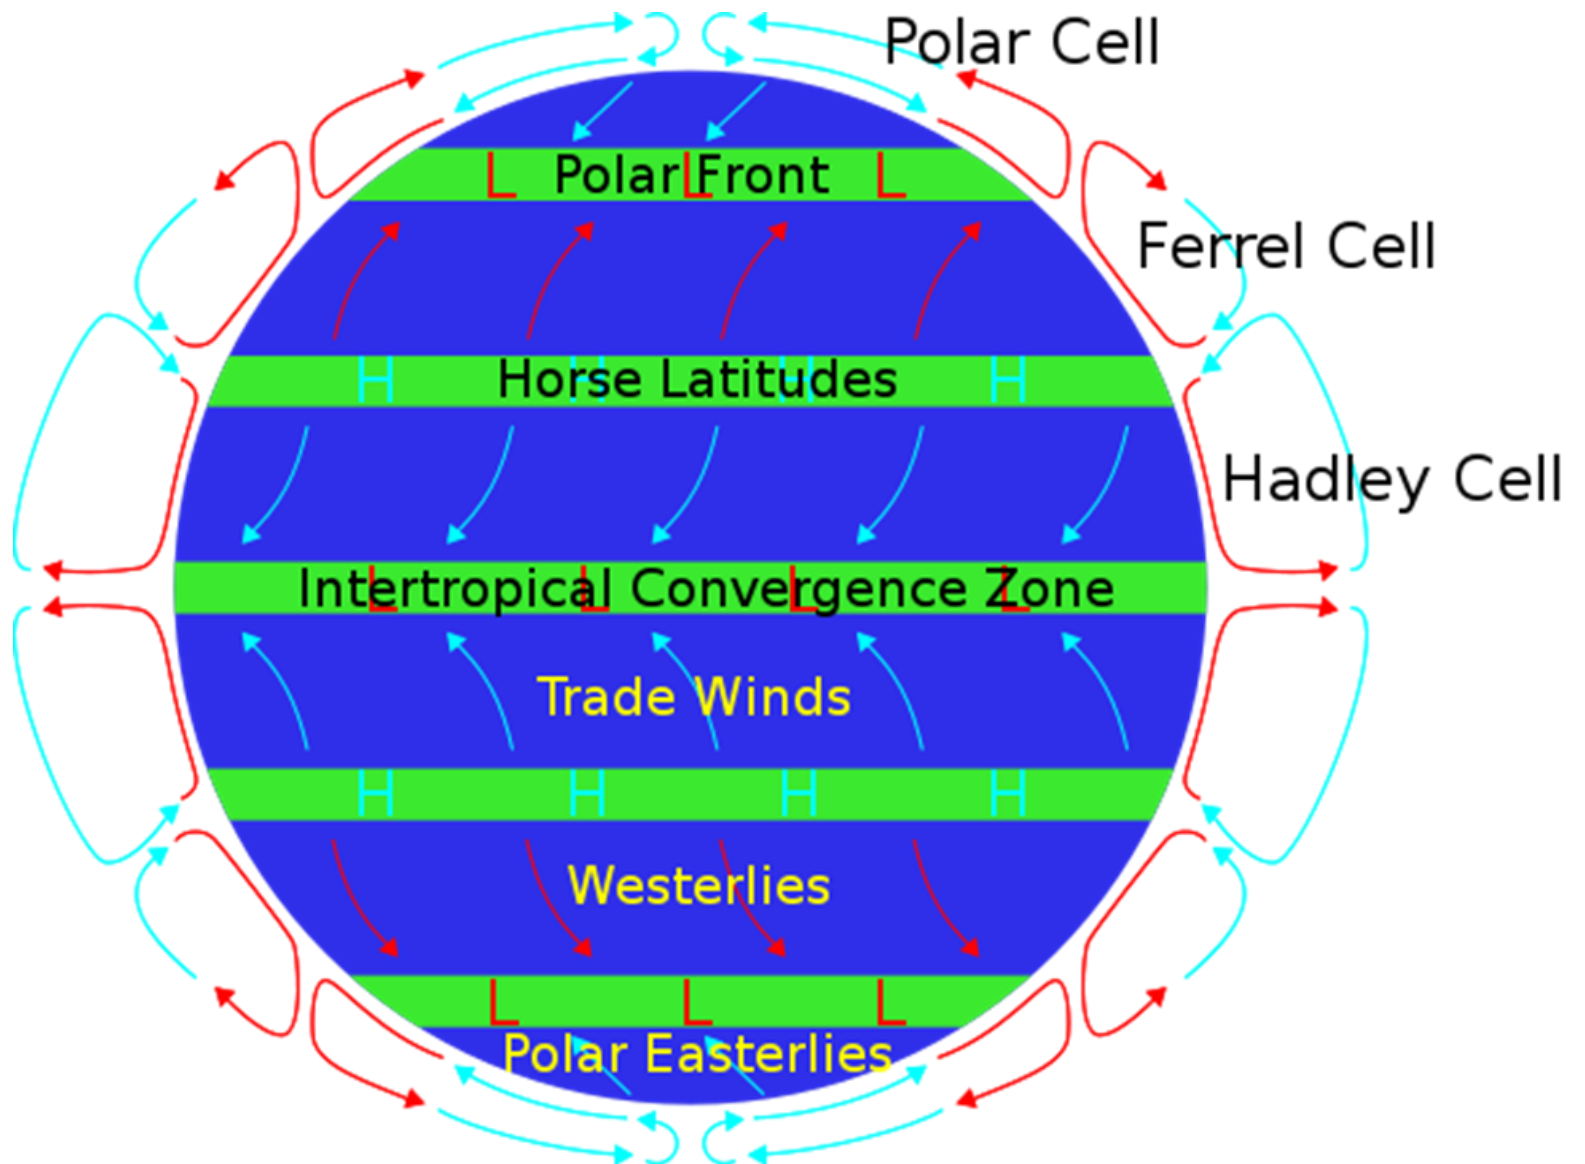 Polar Cell
L Polar Front L L
Ferrel Cell
H Horse Latitudes H H H
Hadley Cell
Intertropical Convergence Zone L L L L
Trade Winds
H H H H
Westerlies
L L L
Polar Easterlies